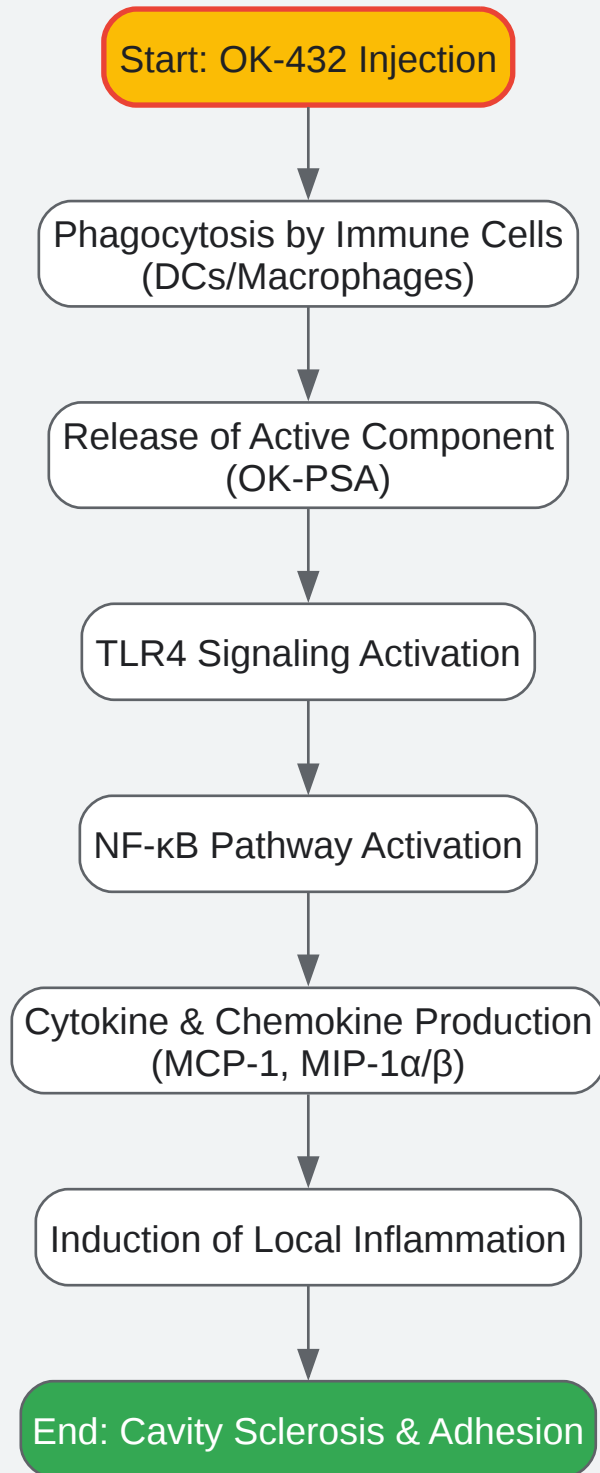 Start: OK-432 Injection
Phagocytosis by Immune Cells
(DCs/Macrophages)
Release of Active Component
(OK-PSA)
TLR4 Signaling Activation
NF-κB Pathway Activation
Cytokine & Chemokine Production
(MCP-1, MIP-1α/β)
Induction of Local Inflammation
End: Cavity Sclerosis & Adhesion